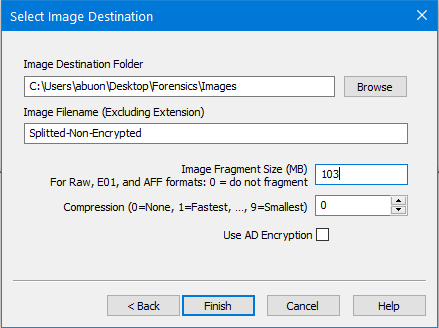 Select Image Destination
Image Destination Folder
C:\Users\abuon\Desktop\Forensics\Images
Browse
Image Filename (Excluding Extension)
Splitted-Non-Encrypted
Image Fragment Size (MB)
103
For Raw, E01, and AFF formats: 0 = do not fragment
Compression (0=None, 1=Fastest, ..., 9=Smallest)
0
Use AD Encryption
< Back
Finish
Cancel
Help